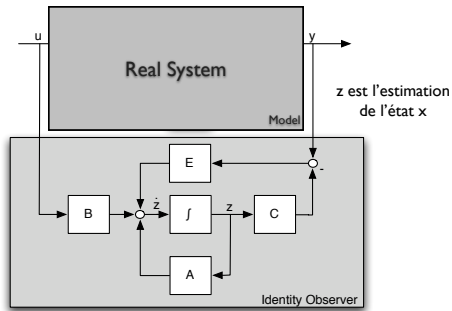 u
y
Real System
Model
z est l'estimation
de l'état x
E
-
B
ż
∫
z
C
A
Identity Observer